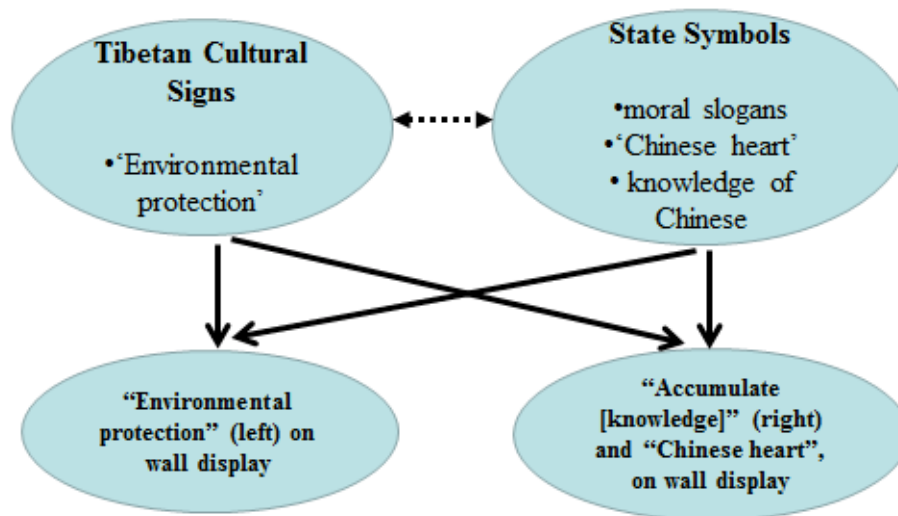 Tibetan Cultural
Signs
•‘Environmental
protection’
State Symbols
•moral slogans
•‘Chinese heart’
• knowledge of
Chinese
“Environmental
protection” (left) on
wall display
“Accumulate
[knowledge]” (right)
and “Chinese heart”,
on wall display